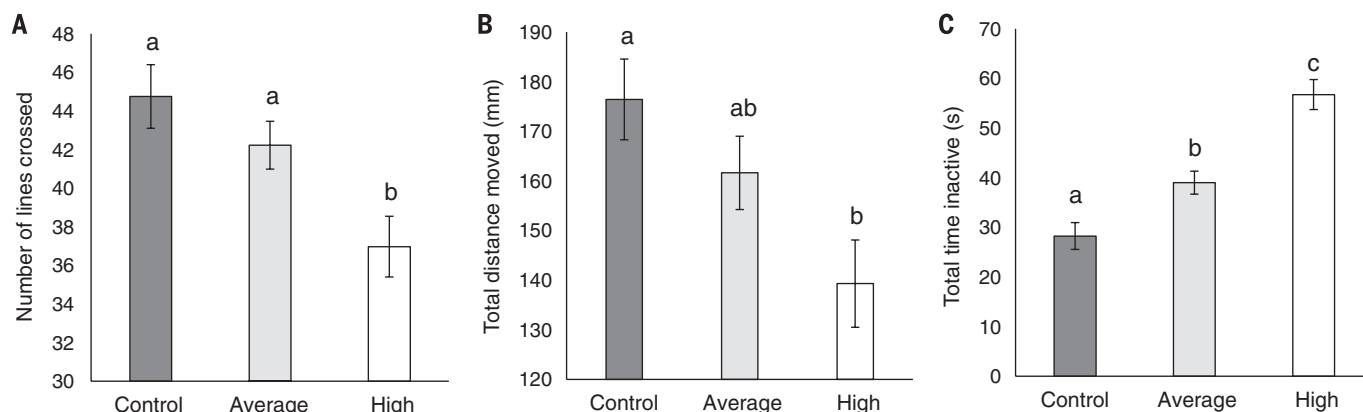 A
Number of lines crossed
48
46
44
42
40
38
36
34
32
30
a
a
b
Control
Average
High
B
Total distance moved (mm)
190
180
170
160
150
140
130
120
a
ab
b
Control
Average
High
C
Total time inactive (s)
70
60
50
40
30
20
10
0
a
b
c
Control
Average
High